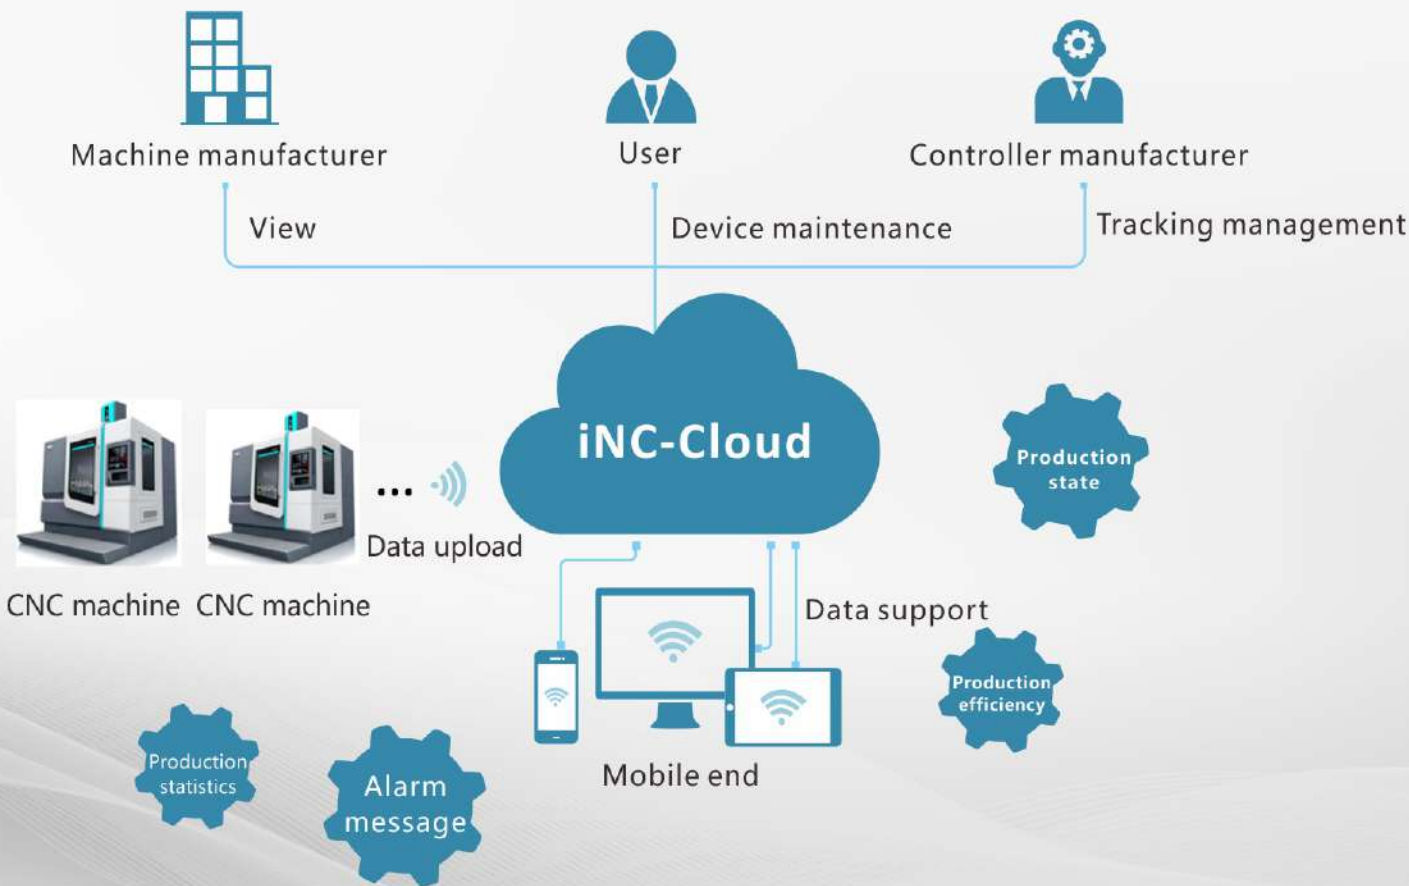 Machine manufacturer
User
Controller manufacturer
View
Device maintenance
Tracking management
iNC-Cloud
Production
state
...
Data upload
CNC machine
CNC machine
Data support
Production
efficiency
Production
statistics
Alarm
message
Mobile end